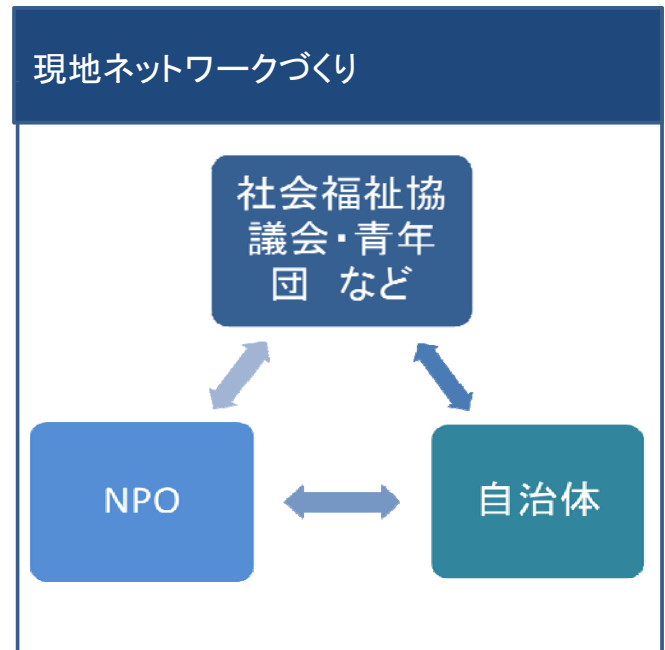 現地ネットワークづくり
社会福祉協
議会・青年
団　など
NPO
自治体